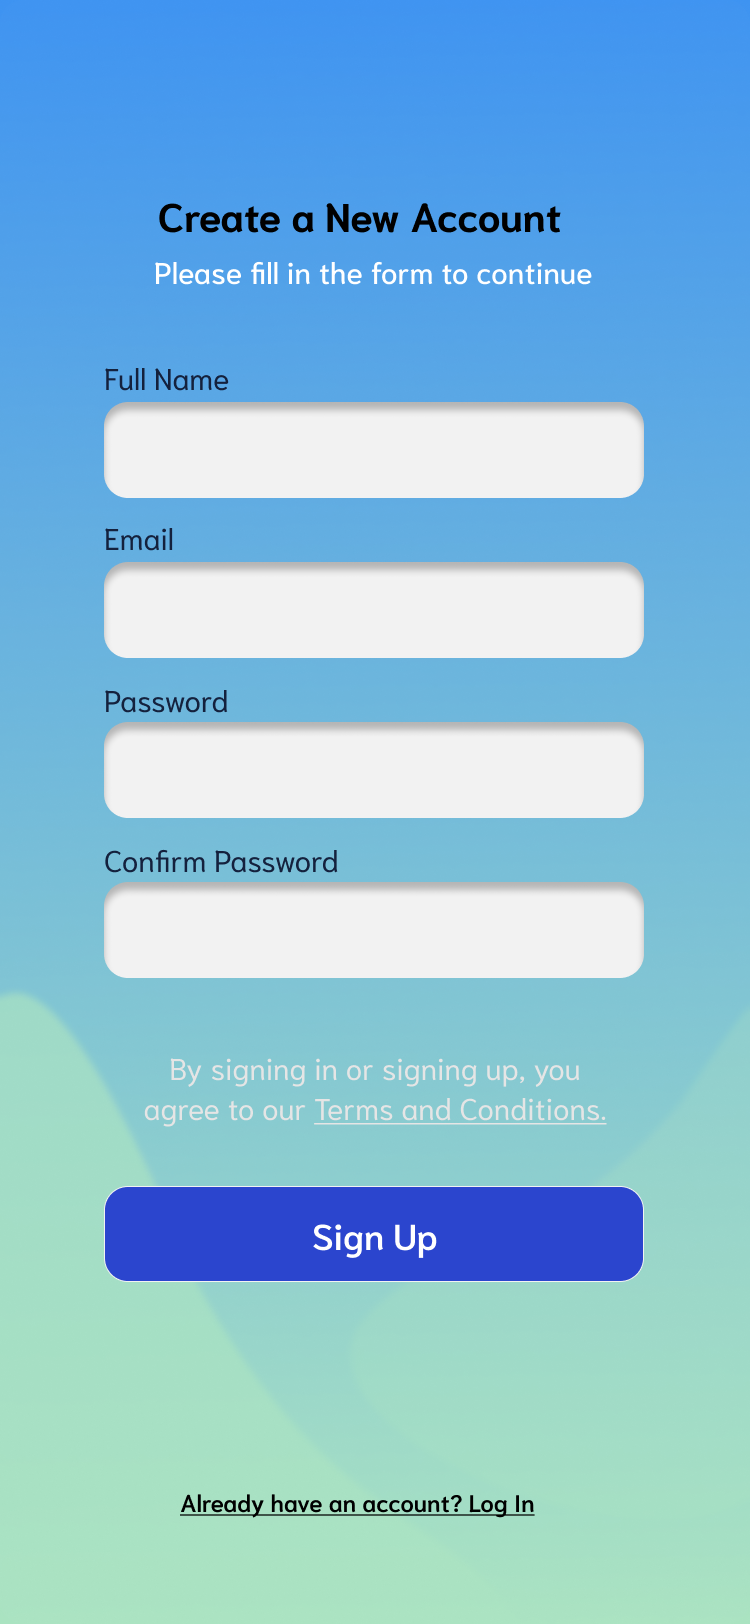 Create a New Account
Please fill in the form to continue
Full Name
Email
Password
Confirm Password
By signing in or signing up, you
agree to our Terms and Conditions.
Sign Up
Already have an account? Log In